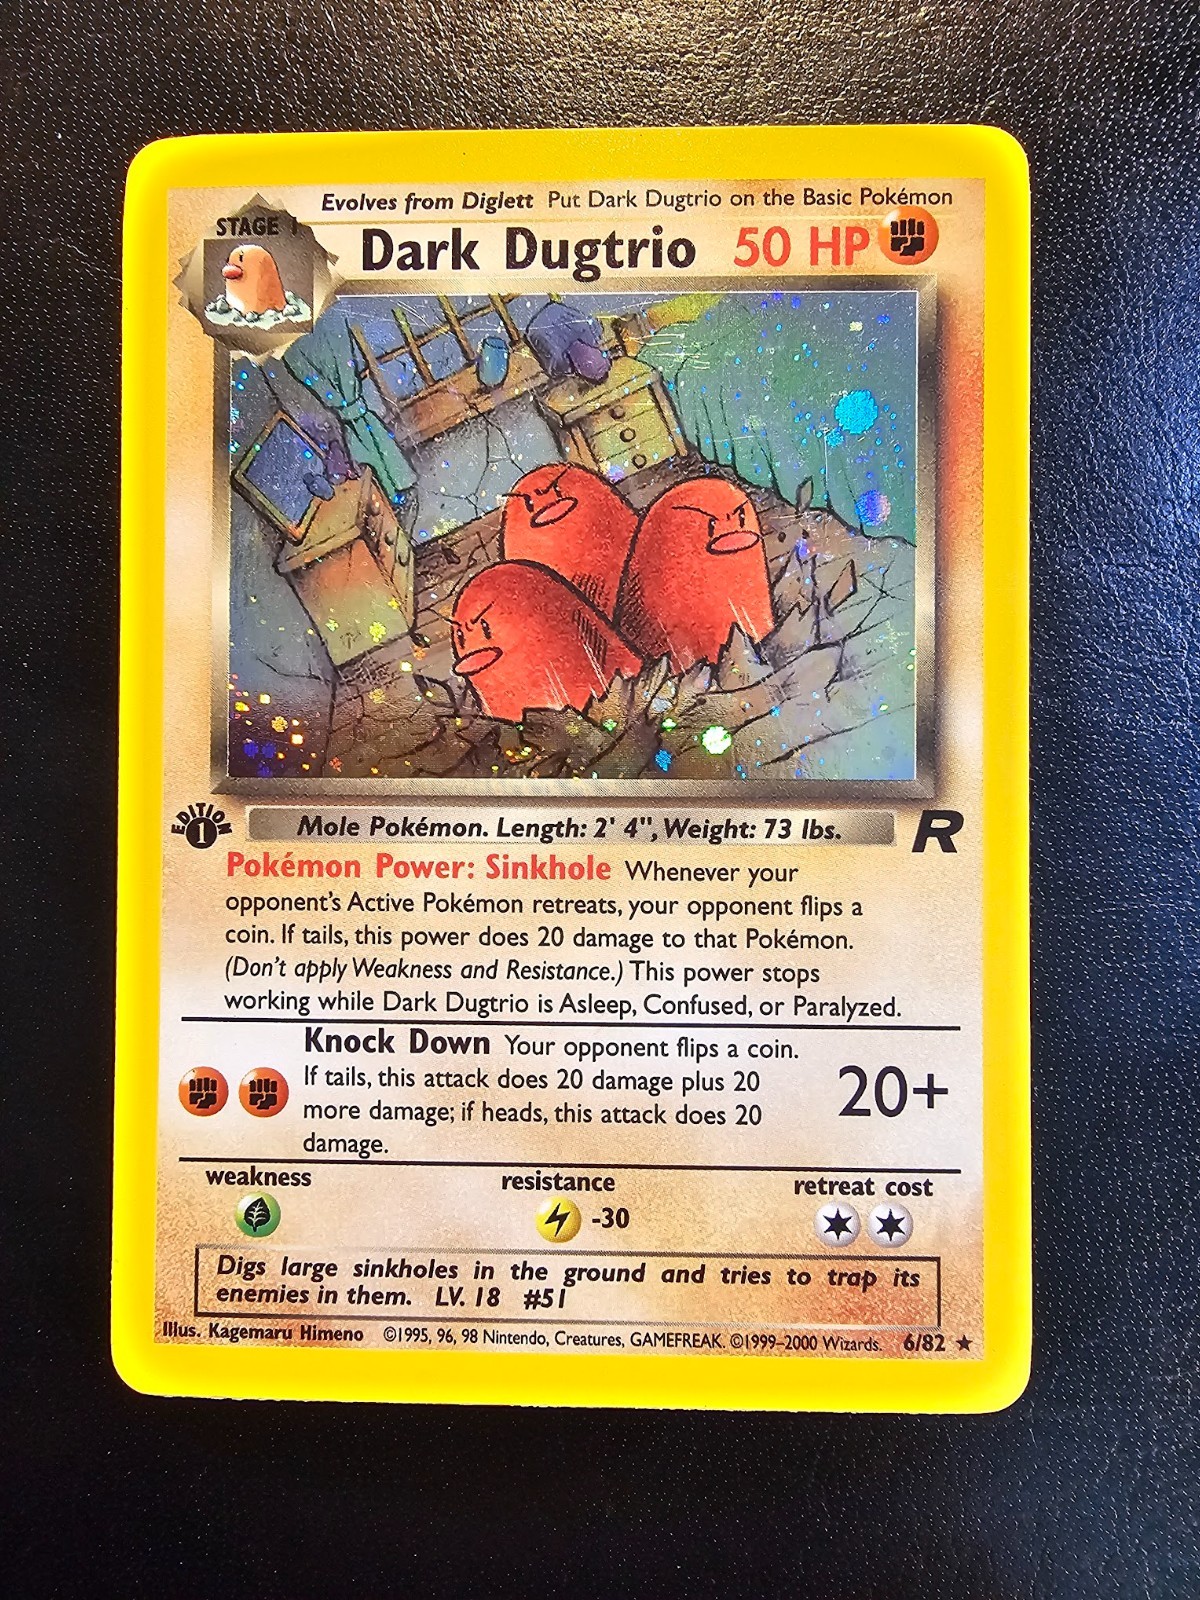 Evolves from Diglett Put Dark Dugtrio on the Basic Pokémon
STAGE 1
Dark Dugtrio 50 HP
EDITION
1
Mole Pokémon. Length: 2' 4", Weight: 73 lbs.
R
Pokémon Power: Sinkhole Whenever your
opponent's Active Pokémon retreats, your opponent flips a
coin. If tails, this power does 20 damage to that Pokémon.
(Don't apply Weakness and Resistance.) This power stops
working while Dark Dugtrio is Asleep, Confused, or Paralyzed.
Knock Down Your opponent flips a coin.
If tails, this attack does 20 damage plus 20
more damage; if heads, this attack does 20
damage.
20+
weakness
resistance
-30
retreat cost
Digs large sinkholes in the ground and tries to trap its
enemies in them. LV. 18 #51
Illus. Kagemaru Himeno ©1995, 96, 98 Nintendo, Creatures, GAMEFREAK. ©1999–2000 Wizards. 6/82 ★